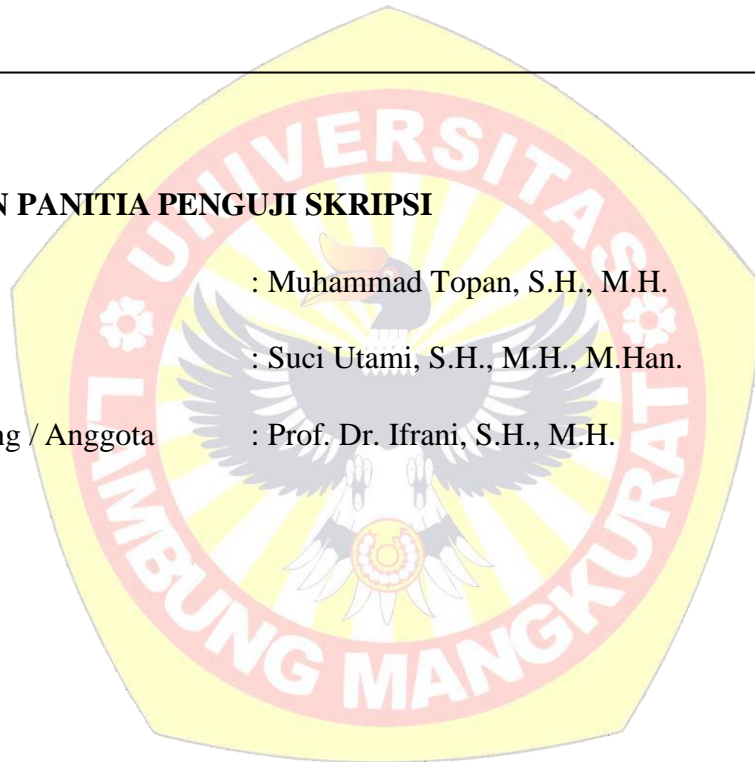 UNIVERSITAS
LAMBUNG MANGKURAT
N PANITIA PENGUJI SKRIPSI
: Muhammad Topan, S.H., M.H.
: Suci Utami, S.H., M.H., M.Han.
ng / Anggota : Prof. Dr. Ifrani, S.H., M.H.